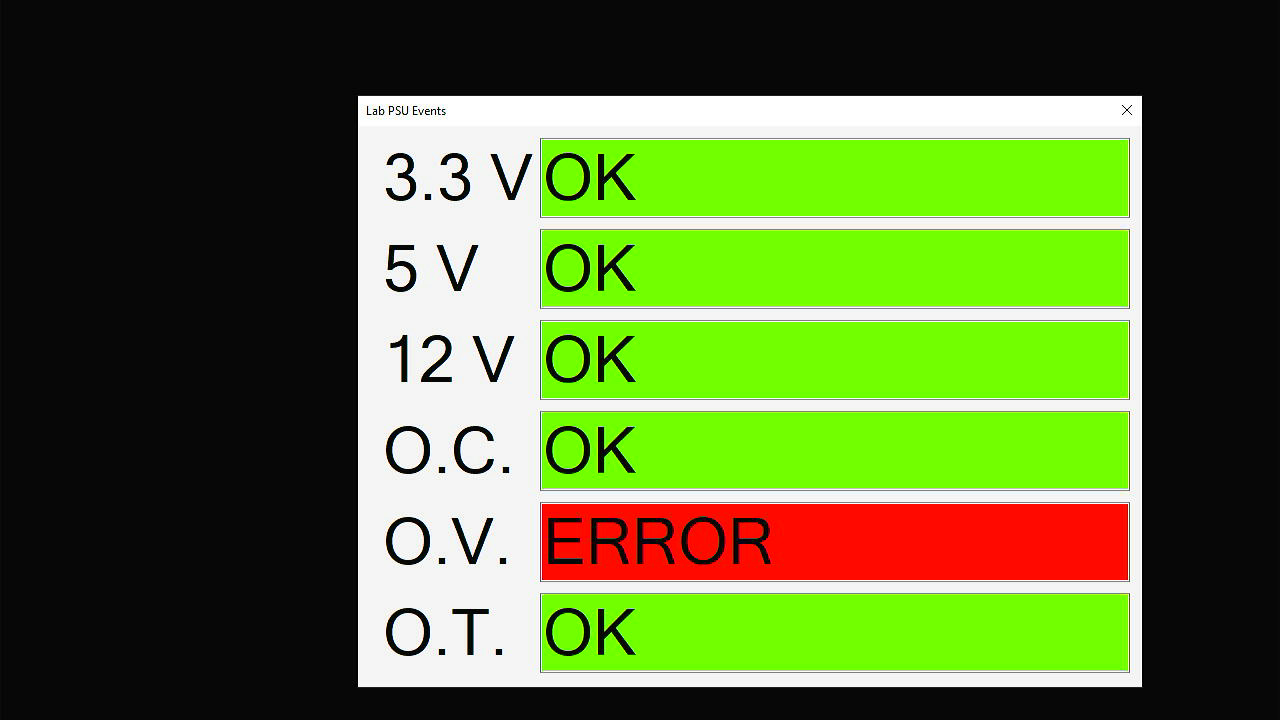 Lab PSU Events
3.3 V OK
5 V OK
12 V OK
O.C. OK
O.V. ERROR
O.T. OK